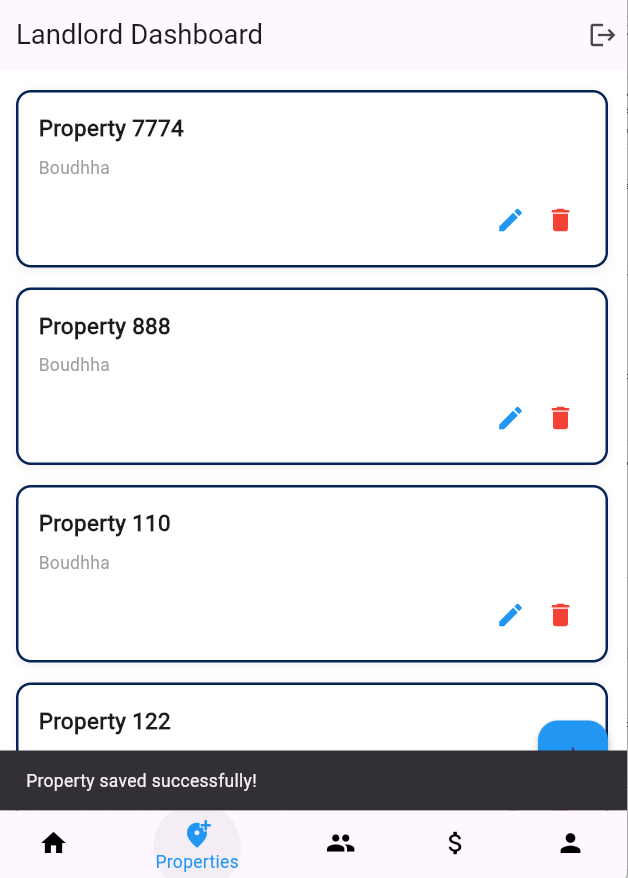 Landlord Dashboard
Property 7774
Boudhha
Property 888
Boudhha
Property 110
Boudhha
Property 122
Property saved successfully!
Properties